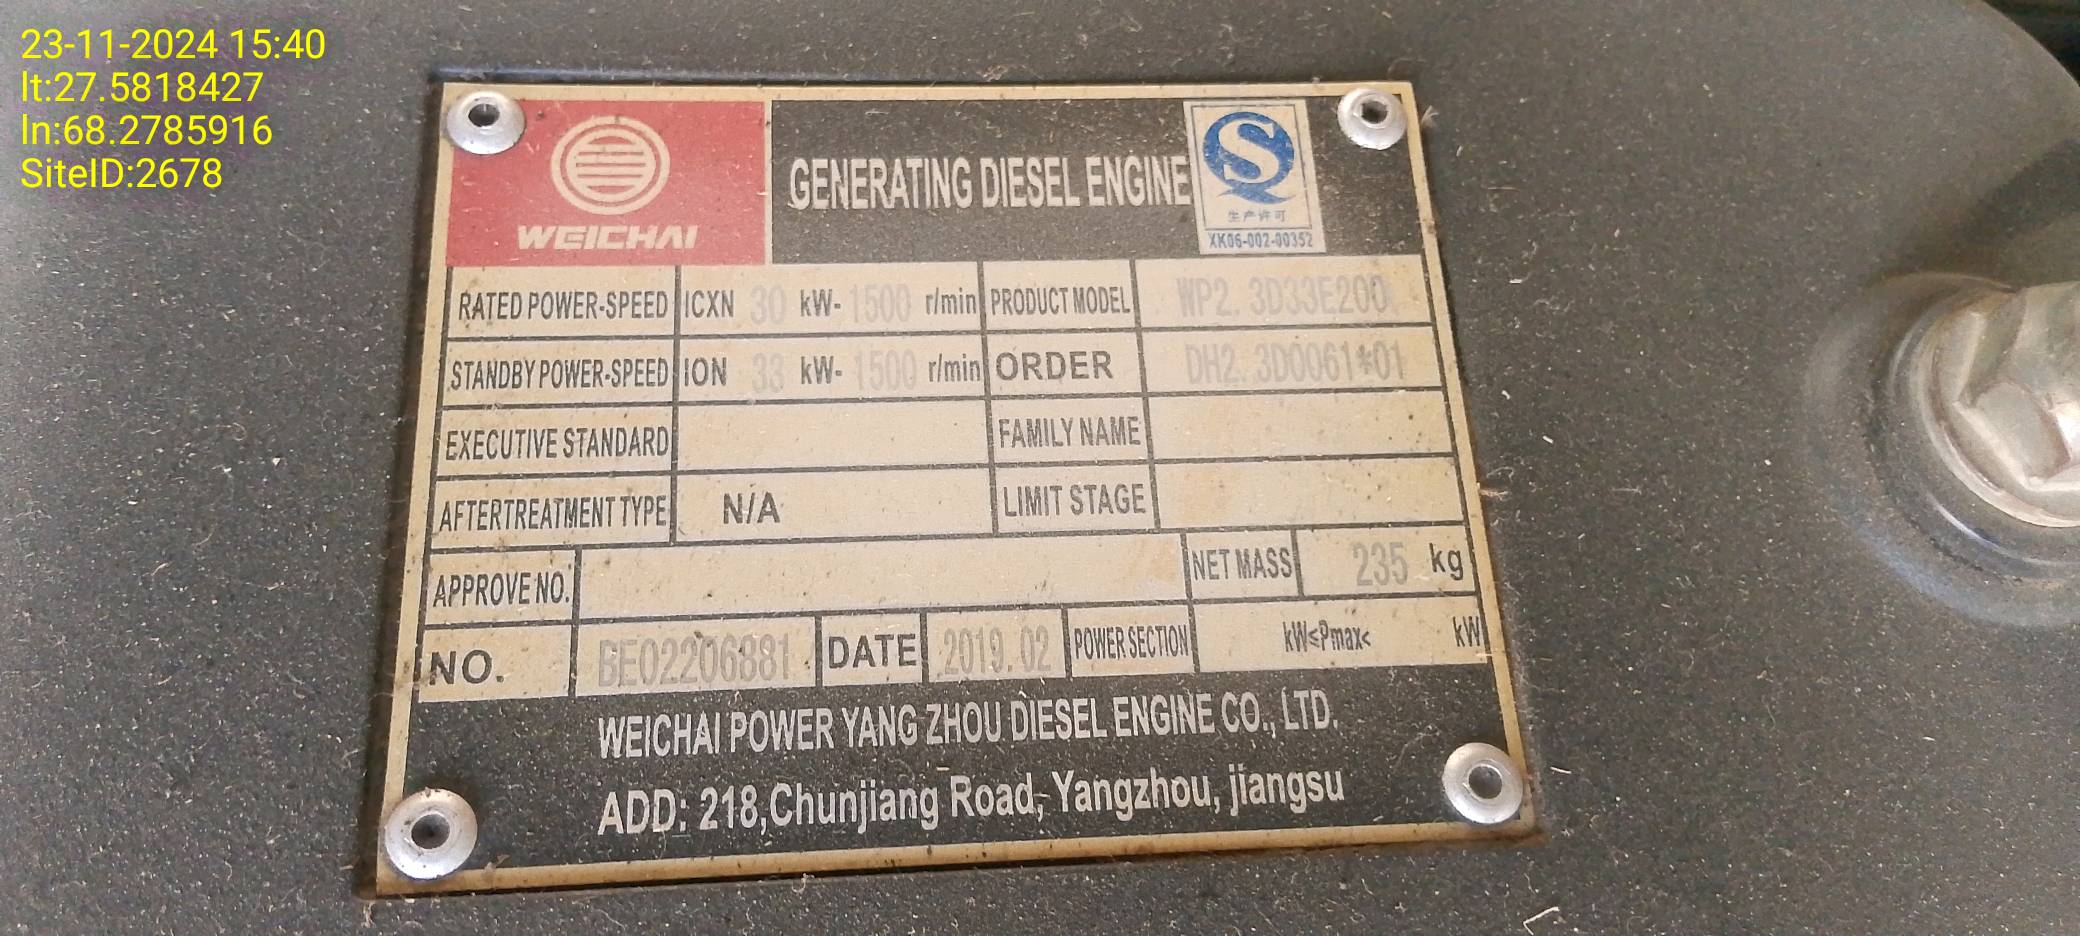 23-11-2024 15:40
lt:27.5818427
ln:68.2785916
SiteID:2678
WEICHAI
GENERATING DIESEL ENGINE
S
生产许可
XK06-002-00352
RATED POWER-SPEED ICXN 30 kW- 1500 r/min PRODUCT MODEL WP2.3D33E200
STANDBY POWER-SPEED ION 33 kW- 1500 r/min ORDER DH2.3D0061*01
EXECUTIVE STANDARD FAMILY NAME
AFTERTREATMENT TYPE N/A LIMIT STAGE
APPROVE NO. NET MASS 235 kg
NO. BE02206881 DATE 2019.02 POWER SECTION kW≤Pmax< kW
WEICHAI POWER YANG ZHOU DIESEL ENGINE CO., LTD.
ADD: 218,Chunjiang Road, Yangzhou, jiangsu